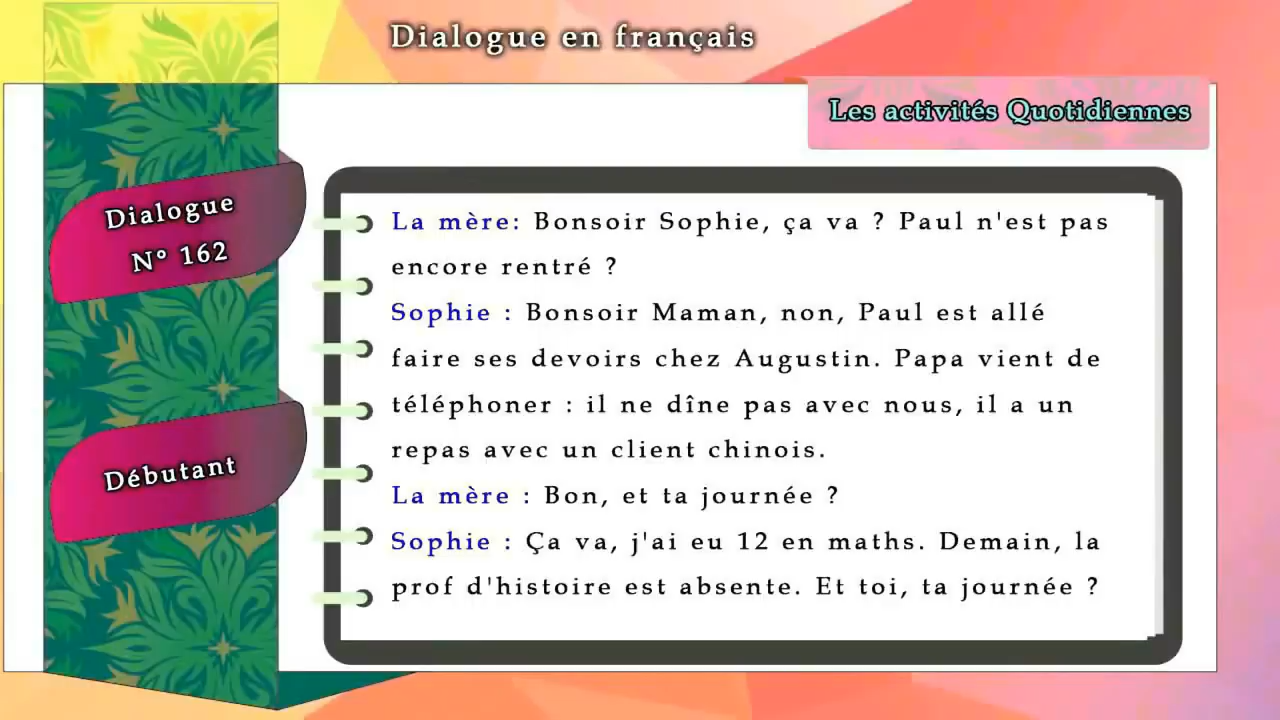 Dialogue en français
Les activités Quotidiennes
Dialogue
N° 162
Débutant
La mère: Bonsoir Sophie, ça va ? Paul n'est pas
encore rentré ?
Sophie : Bonsoir Maman, non, Paul est allé
faire ses devoirs chez Augustin. Papa vient de
téléphoner : il ne dîne pas avec nous, il a un
repas avec un client chinois.
La mère : Bon, et ta journée ?
Sophie : Ça va, j'ai eu 12 en maths. Demain, la
prof d'histoire est absente. Et toi, ta journée ?